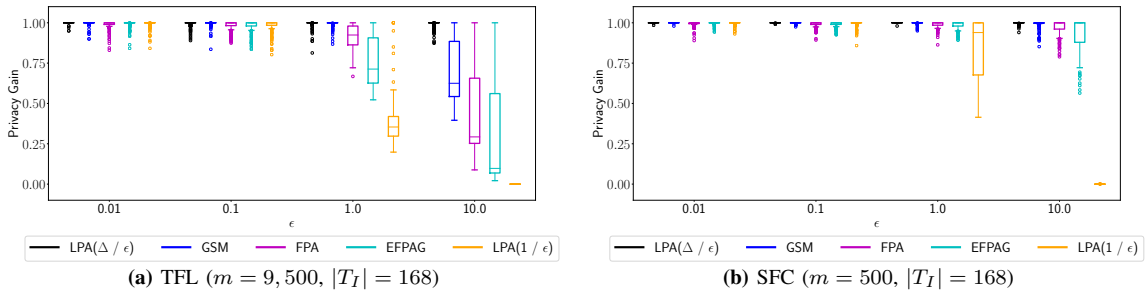 Privacy Gain
1.00
0.75
0.50
0.25
0.00
0.01 0.1 1.0 10.0
ϵ
LPA(Δ / ϵ) GSM FPA EFPAG LPA(1 / ϵ)
(a) TFL (m = 9, 500, |T_I| = 168)
Privacy Gain
1.00
0.75
0.50
0.25
0.00
0.01 0.1 1.0 10.0
ϵ
LPA(Δ / ϵ) GSM FPA EFPAG LPA(1 / ϵ)
(b) SFC (m = 500, |T_I| = 168)